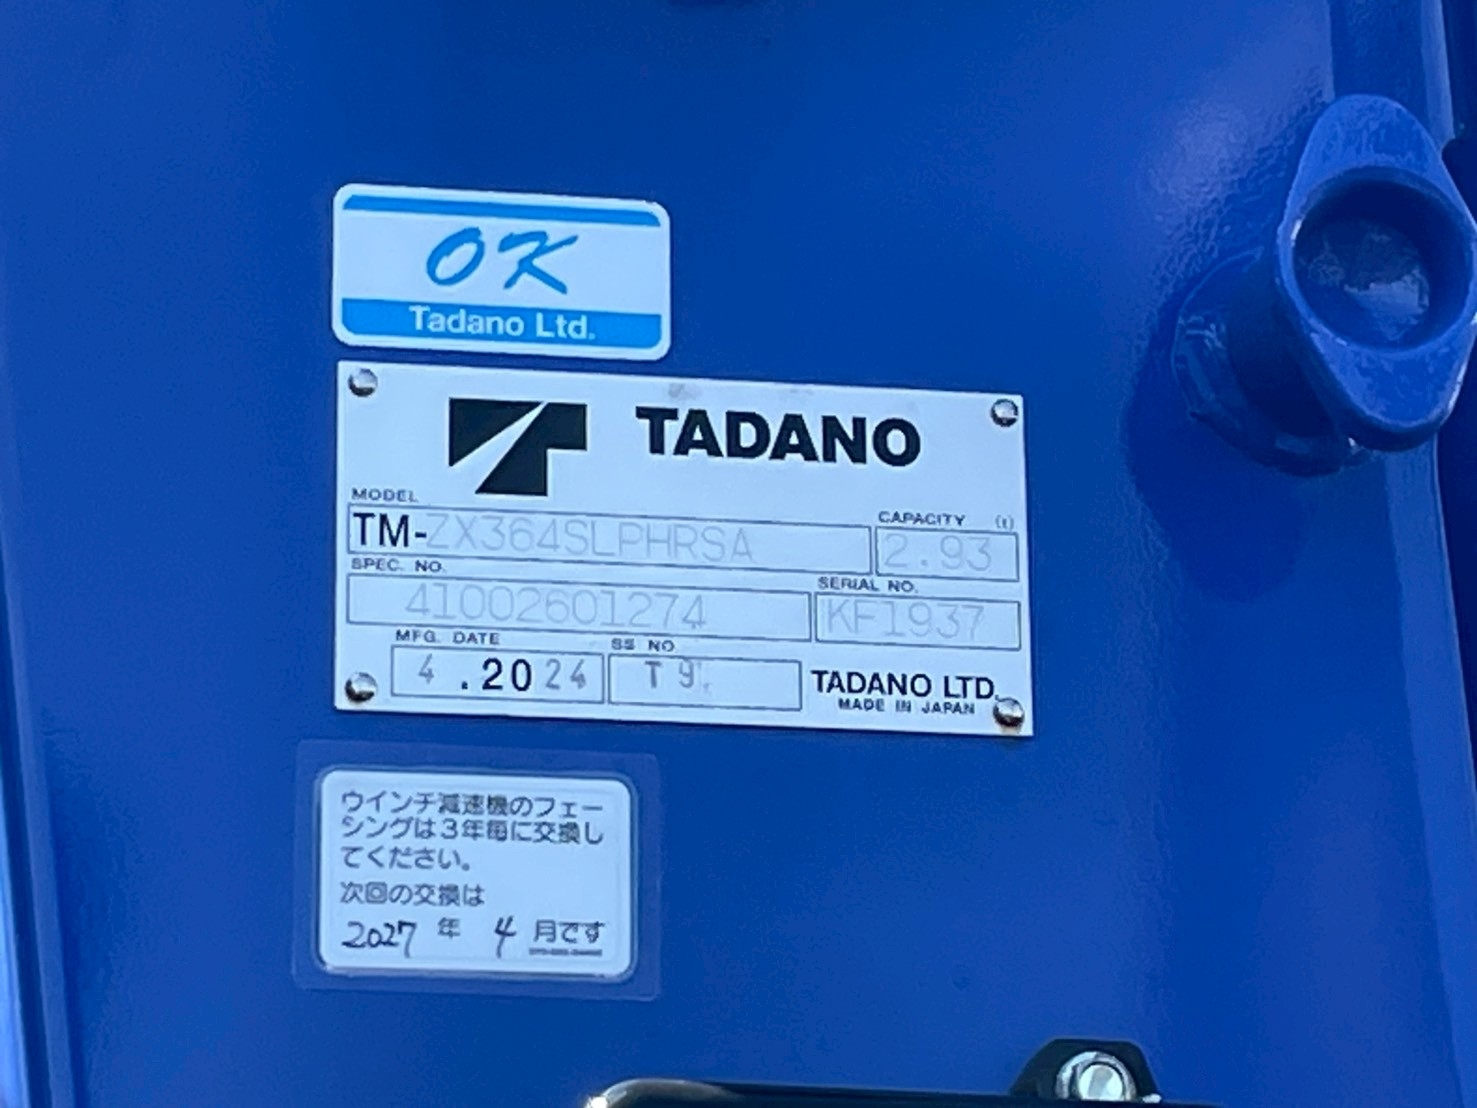 OK
Tadano Ltd.
TADANO
MODEL
CAPACITY (t)
TM-ZX364SLPHRSA
2.93
SPEC. NO.
SERIAL NO.
41002601274
KF1937
MFG. DATE
SS NO.
4 .2024
T 9
TADANO LTD.
MADE IN JAPAN
ウインチ減速機のフェー
シングは3年毎に交換し
てください。
次回の交換は
2027 年 4 月です